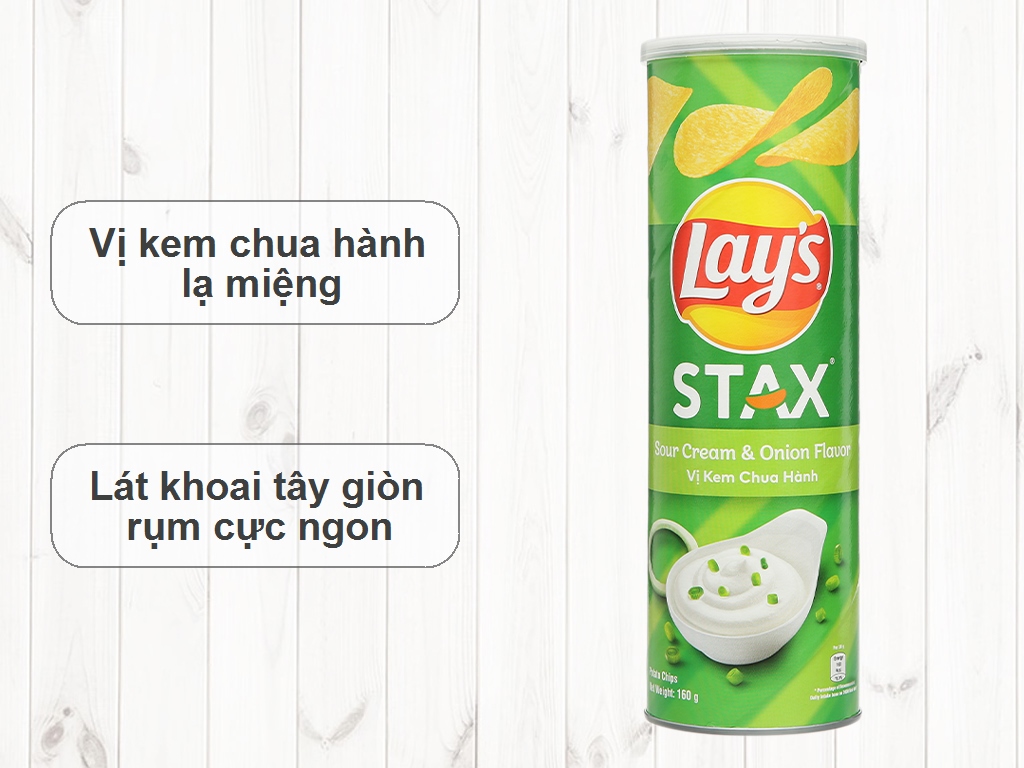 Vị kem chua hành
lạ miệng
Lát khoai tây giòn
rụm cực ngon
Lay's
STAX
Sour Cream & Onion Flavor
Vị Kem Chua Hành
Potato Chips
Net Weight: 160 g